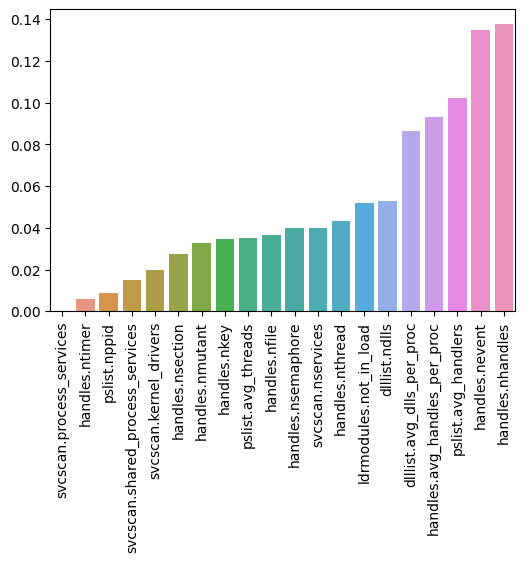 0.14
0.12
0.10
0.08
0.06
0.04
0.02
0.00
svcscan.process_services
handles.ntimer
pslist.nppid
svcscan.shared_process_services
svcscan.kernel_drivers
handles.nsection
handles.nmutant
handles.nkey
pslist.avg_threads
handles.nfile
handles.nsemaphore
svcscan.nservices
handles.nthread
ldrmodules.not_in_load
dlllist.ndlls
dlllist.avg_dlls_per_proc
handles.avg_handles_per_proc
pslist.avg_handlers
handles.nevent
handles.nhandles